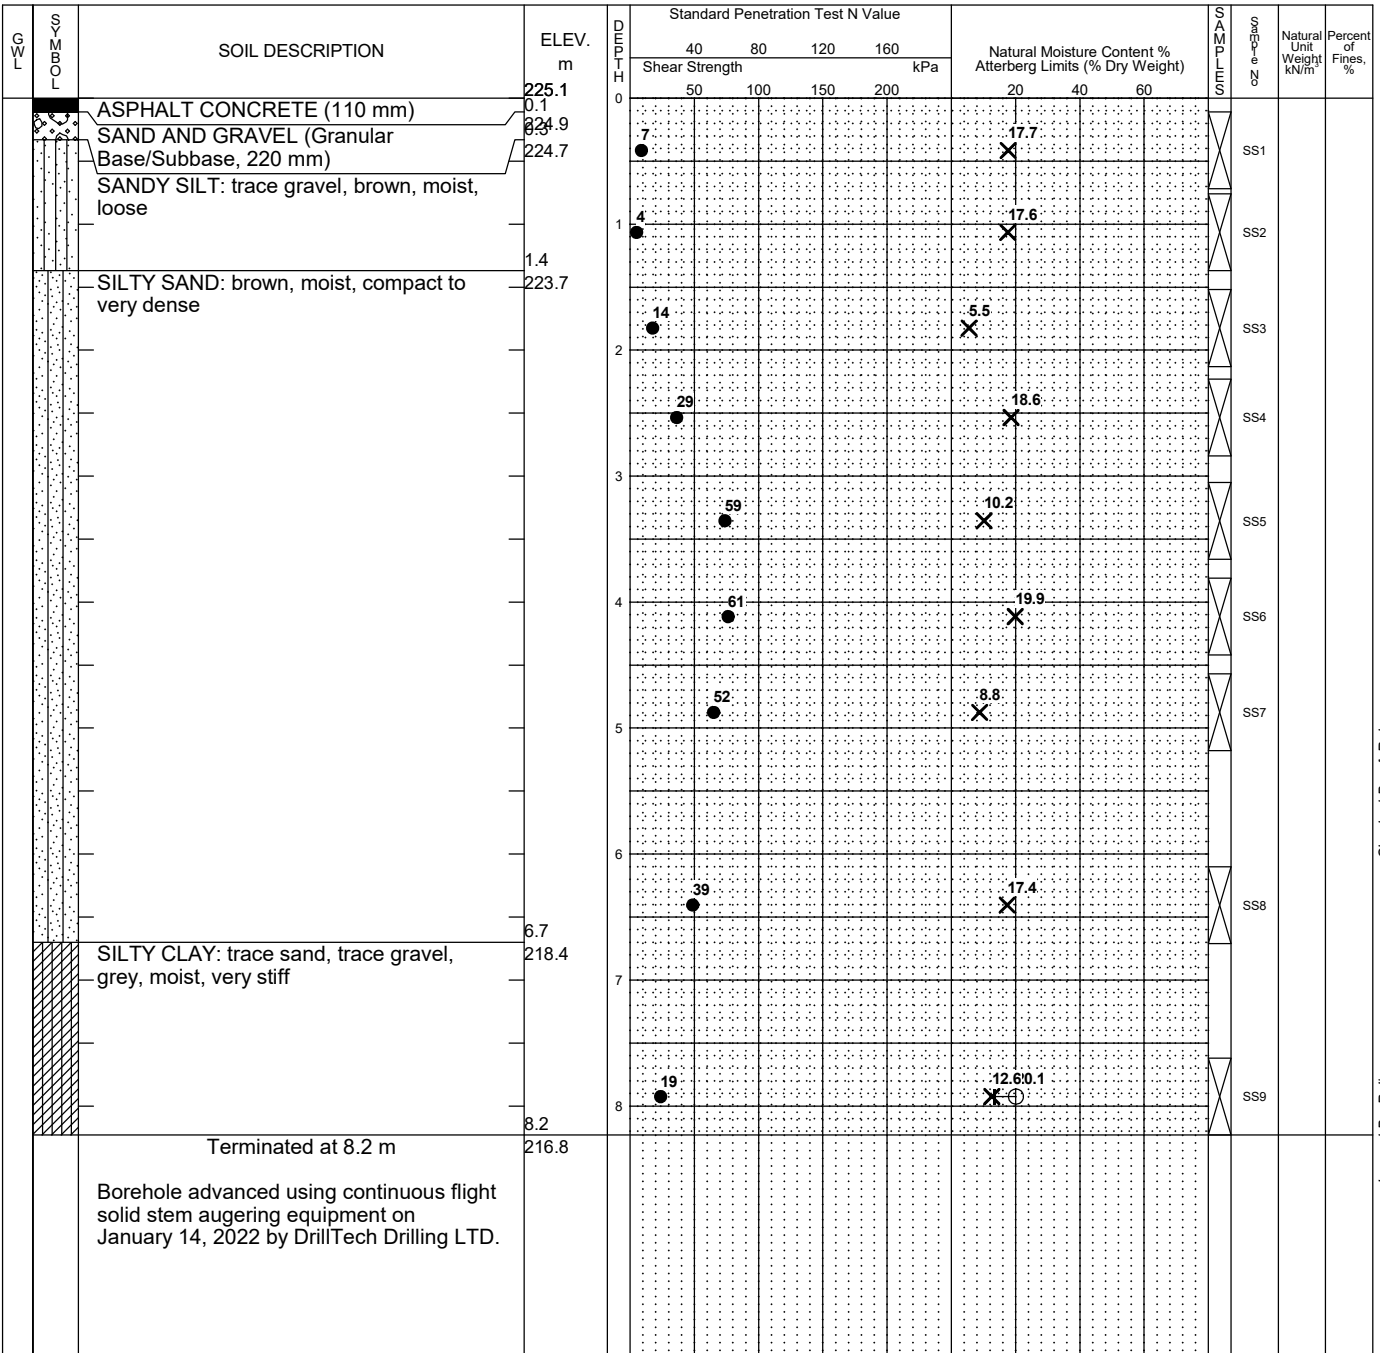 GWL
SYMBOL
SOIL DESCRIPTION
ELEV.
m
DEPTH
Standard Penetration Test N Value
40 80 120 160
Shear Strength kPa
50 100 150 200
Natural Moisture Content %
Atterberg Limits (% Dry Weight)
20 40 60
SAMPLES
Sample No
Natural
Unit
Weight
kN/m³
Percent
of
Fines,
%
225.1
0
ASPHALT CONCRETE (110 mm)
0.1
224.9
SAND AND GRAVEL (Granular
Base/Subbase, 220 mm)
0.3
224.7
7
17.7
SS1
SANDY SILT: trace gravel, brown, moist,
loose
4
17.6
1
SS2
1.4
SILTY SAND: brown, moist, compact to
very dense
223.7
14
5.5
SS3
2
29
18.6
SS4
3
59
10.2
SS5
4
61
19.9
SS6
52
8.8
SS7
5
6
39
17.4
SS8
6.7
SILTY CLAY: trace sand, trace gravel,
grey, moist, very stiff
218.4
7
19
12.6
SS9
8
8.2
Terminated at 8.2 m
216.8
Borehole advanced using continuous flight
solid stem augering equipment on
January 14, 2022 by DrillTech Drilling LTD.